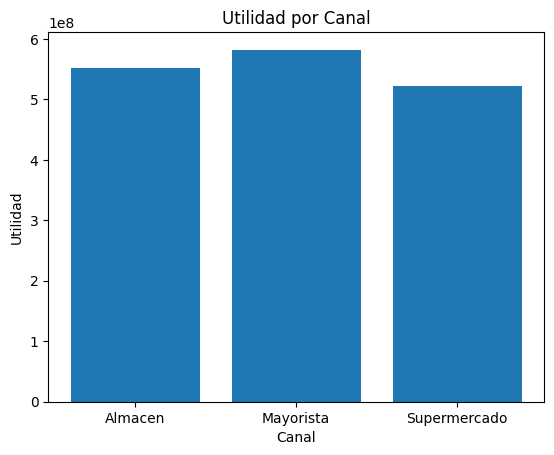 Utilidad por Canal
1e8
6
5
4
3
2
1
0
Utilidad
Almacen Mayorista Supermercado
Canal